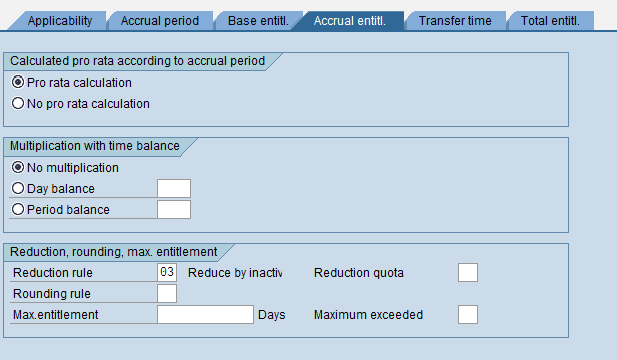 Applicability Accrual period Base entitl. Accrual entitl. Transfer time Total entitl.
Calculated pro rata according to accrual period
Pro rata calculation
No pro rata calculation
Multiplication with time balance
No multiplication
Day balance
Period balance
Reduction, rounding, max. entitlement
Reduction rule 03 Reduce by inactiv Reduction quota
Rounding rule
Max.entitlement Days Maximum exceeded